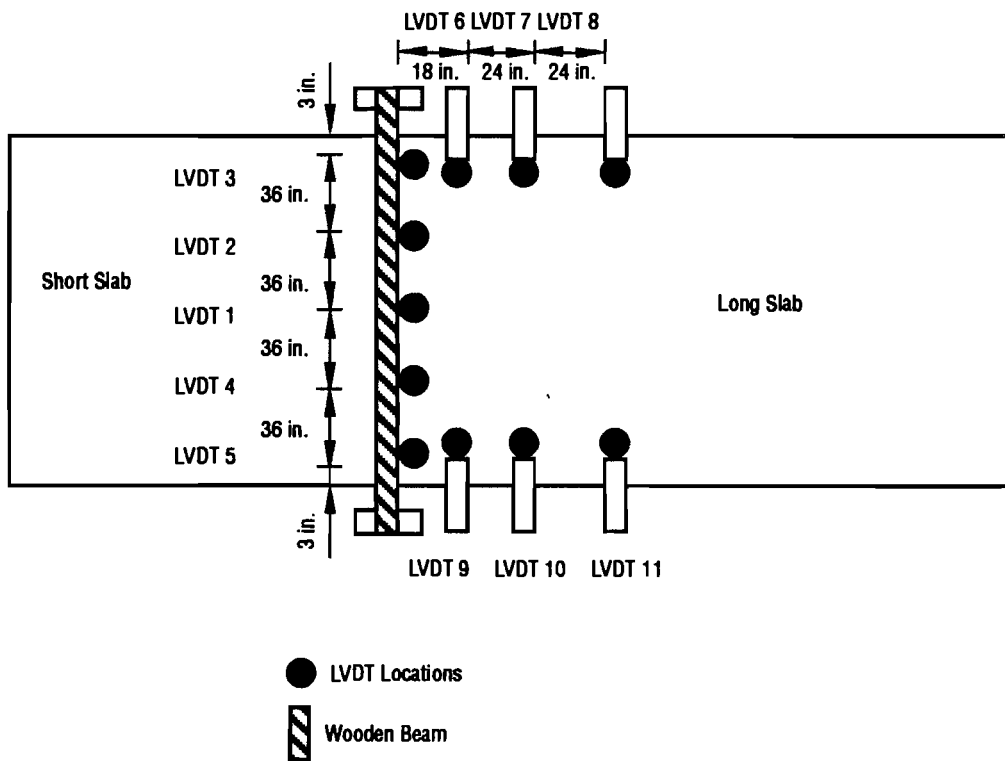 LVDT 6 LVDT 7 LVDT 8
18 in. 24 in. 24 in.
3 in.
LVDT 3
36 in.
LVDT 2
36 in.
Short Slab
LVDT 1
Long Slab
36 in.
LVDT 4
36 in.
LVDT 5
3 in.
LVDT 9 LVDT 10 LVDT 11
LVDT Locations
Wooden Beam